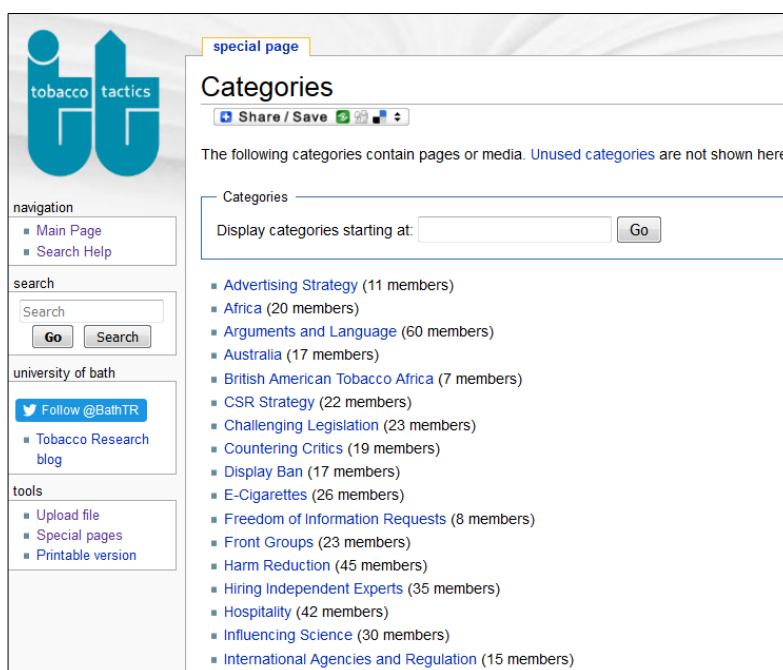 tobacco tactics
navigation
Main Page
Search Help
search
Search
Go Search
university of bath
Follow @BathTR
Tobacco Research
blog
tools
Upload file
Special pages
Printable version
special page
Categories
Share / Save
The following categories contain pages or media. Unused categories are not shown here
Categories
Display categories starting at: Go
Advertising Strategy (11 members)
Africa (20 members)
Arguments and Language (60 members)
Australia (17 members)
British American Tobacco Africa (7 members)
CSR Strategy (22 members)
Challenging Legislation (23 members)
Countering Critics (19 members)
Display Ban (17 members)
E-Cigarettes (26 members)
Freedom of Information Requests (8 members)
Front Groups (23 members)
Harm Reduction (45 members)
Hiring Independent Experts (35 members)
Hospitality (42 members)
Influencing Science (30 members)
International Agencies and Regulation (15 members)